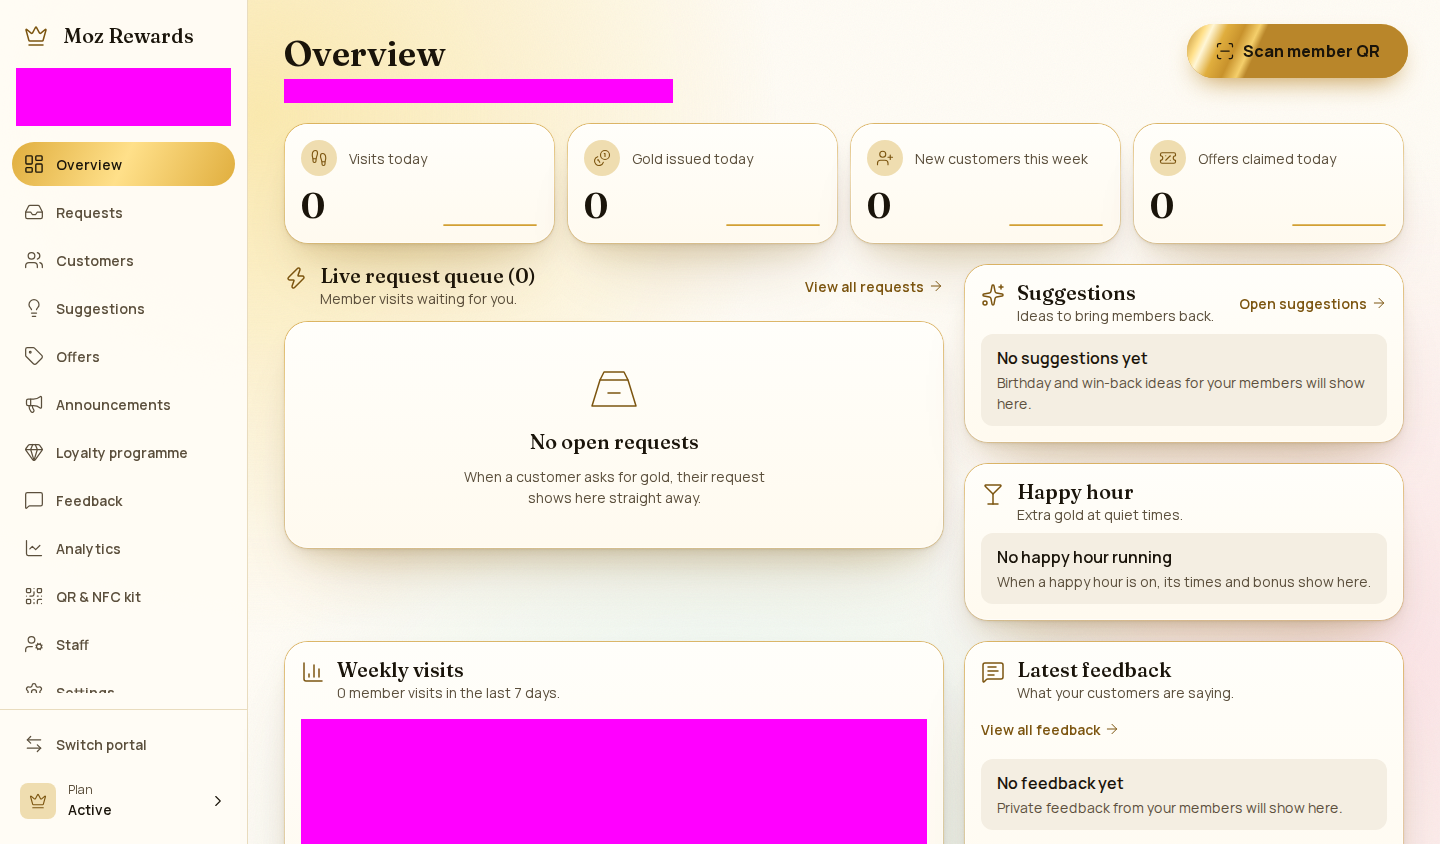 Moz Rewards
Overview
Requests
Customers
Suggestions
Offers
Announcements
Loyalty programme
Feedback
Analytics
QR & NFC kit
Staff
Settings
Switch portal
Plan
Active
Overview
Scan member QR
Visits today
0
Gold issued today
0
New customers this week
0
Offers claimed today
0
Live request queue (0)
Member visits waiting for you.
View all requests
No open requests
When a customer asks for gold, their request
shows here straight away.
Suggestions
Ideas to bring members back.
Open suggestions
No suggestions yet
Birthday and win-back ideas for your members will show
here.
Happy hour
Extra gold at quiet times.
No happy hour running
When a happy hour is on, its times and bonus show here.
Weekly visits
0 member visits in the last 7 days.
Latest feedback
What your customers are saying.
View all feedback
No feedback yet
Private feedback from your members will show here.